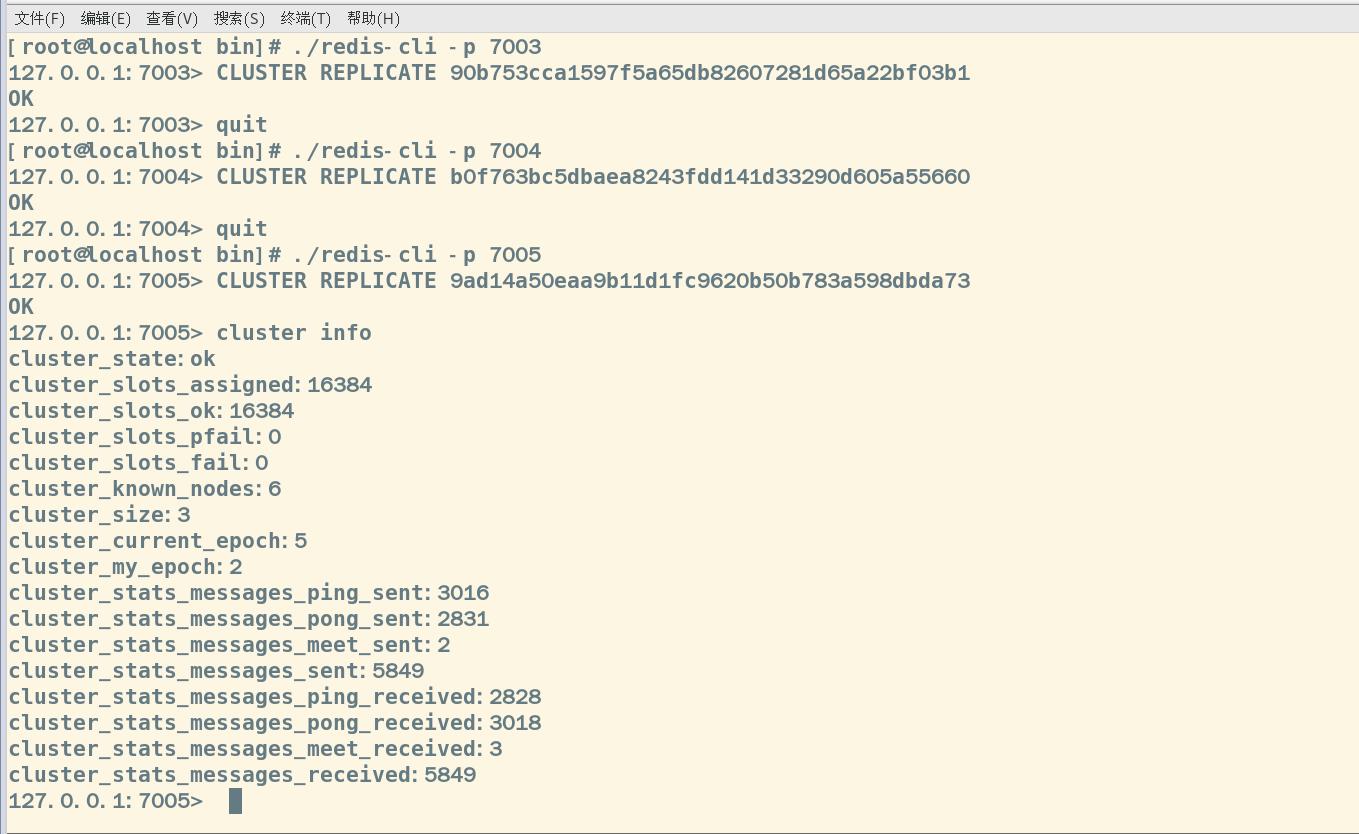 文件(F) 编辑(E) 查看(V) 搜索(S) 终端(T) 帮助(H)
[root@localhost bin]# ./redis-cli -p 7003
127.0.0.1:7003> CLUSTER REPLICATE 90b753cca1597f5a65db82607281d65a22bf03b1
OK
127.0.0.1:7003> quit
[root@localhost bin]# ./redis-cli -p 7004
127.0.0.1:7004> CLUSTER REPLICATE b0f763bc5dbaea8243fdd141d33290d605a55660
OK
127.0.0.1:7004> quit
[root@localhost bin]# ./redis-cli -p 7005
127.0.0.1:7005> CLUSTER REPLICATE 9ad14a50eaa9b11d1fc9620b50b783a598dbda73
OK
127.0.0.1:7005> cluster info
cluster_state:ok
cluster_slots_assigned:16384
cluster_slots_ok:16384
cluster_slots_pfail:0
cluster_slots_fail:0
cluster_known_nodes:6
cluster_size:3
cluster_current_epoch:5
cluster_my_epoch:2
cluster_stats_messages_ping_sent:3016
cluster_stats_messages_pong_sent:2831
cluster_stats_messages_meet_sent:2
cluster_stats_messages_sent:5849
cluster_stats_messages_ping_received:2828
cluster_stats_messages_pong_received:3018
cluster_stats_messages_meet_received:3
cluster_stats_messages_received:5849
127.0.0.1:7005>